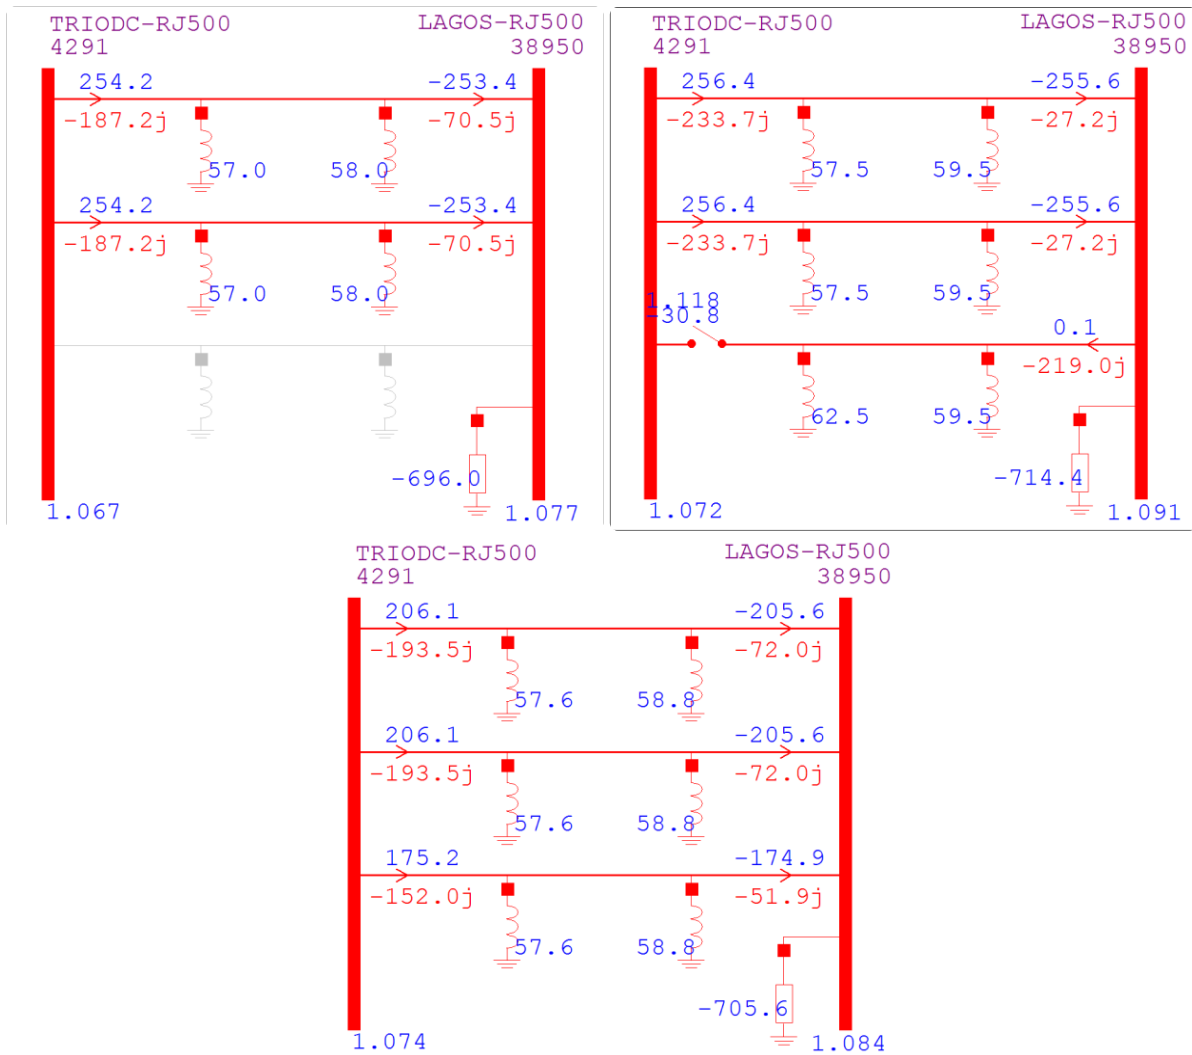 TRIODC-RJ500 LAGOS-RJ500
4291 38950
254.2 -253.4
-187.2j -70.5j
57.0 58.0
254.2 -253.4
-187.2j -70.5j
57.0 58.0
-696.0
1.067 1.077
TRIODC-RJ500 LAGOS-RJ500
4291 38950
256.4 -255.6
-233.7j -27.2j
57.5 59.5
256.4 -255.6
-233.7j -27.2j
57.5 59.5
1.118
-30.8
0.1
-219.0j
62.5 59.5
-714.4
1.072 1.091
TRIODC-RJ500 LAGOS-RJ500
4291 38950
206.1 -205.6
-193.5j -72.0j
57.6 58.8
206.1 -205.6
-193.5j -72.0j
57.6 58.8
175.2 -174.9
-152.0j -51.9j
57.6 58.8
-705.6
1.074 1.084